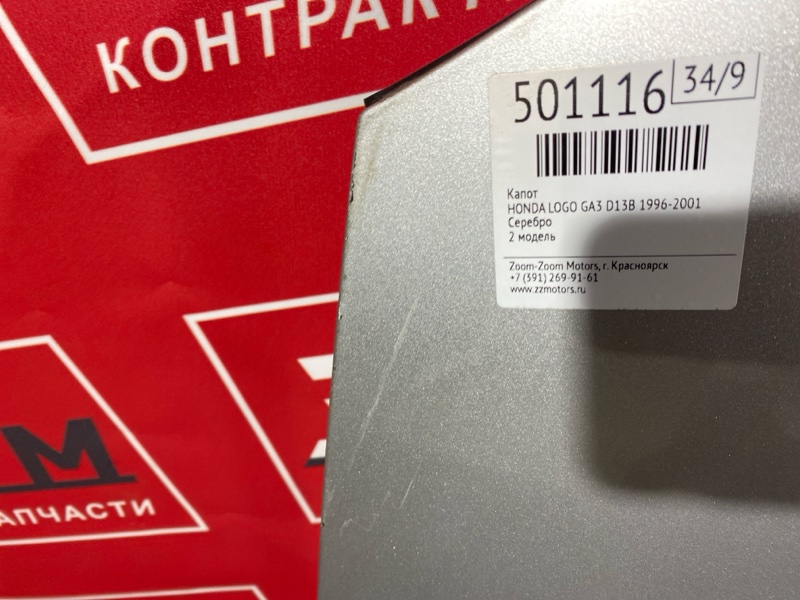 501116
34/9
Капот
HONDA LOGO GA3 D13B 1996-2001
Серебро
2 модель
Zoom-Zoom Motors, г. Красноярск
+7 (391) 269-91-61
www.zzmotors.ru
КОНТРАК
М
АПЧАСТИ